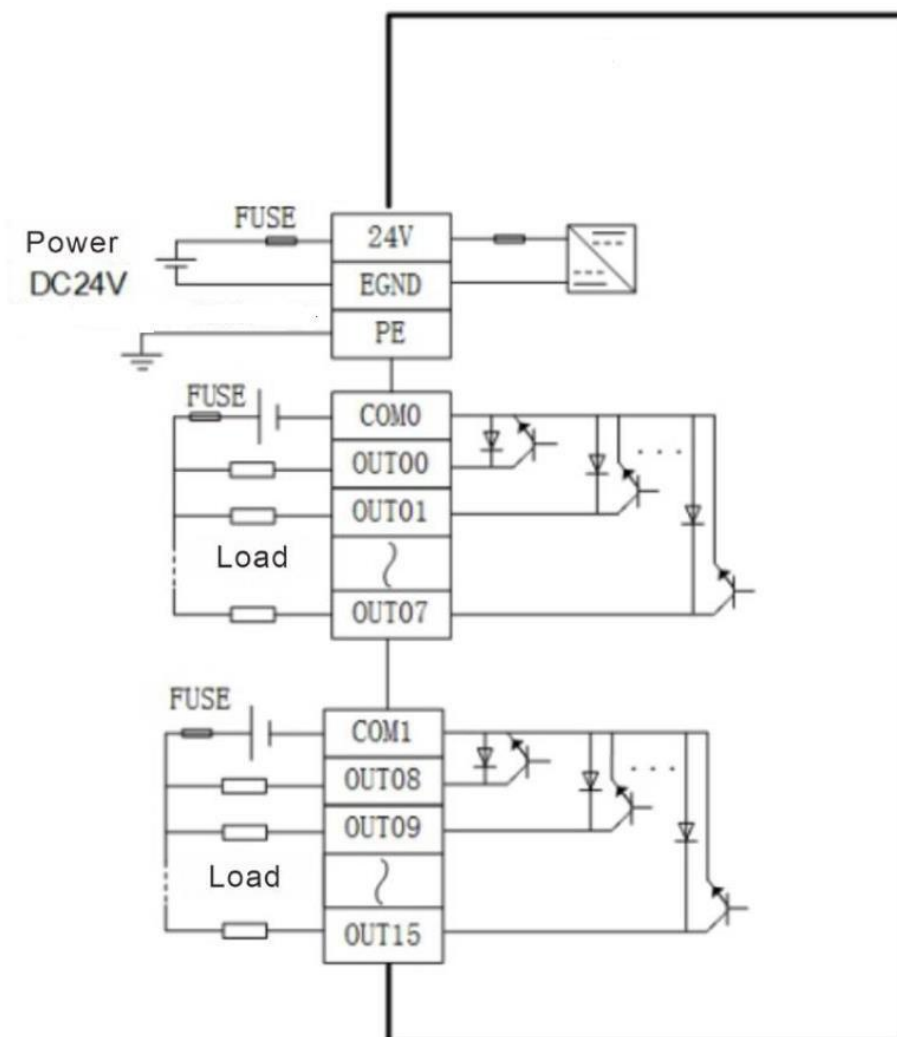 FUSE
24V
Power
DC24V
EGND
PE
FUSE
COM0
OUT00
OUT01
Load
OUT07
FUSE
COM1
OUT08
OUT09
Load
OUT15